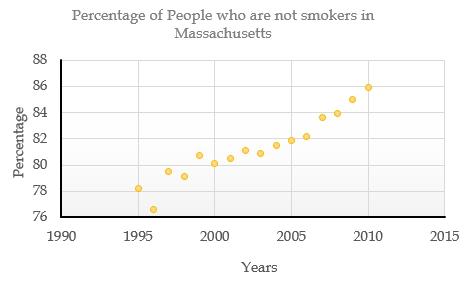 Percentage of People who are not smokers in
Massachusetts
88
86
84
82
80
78
76
Percentage
1990 1995 2000 2005 2010 2015
Years